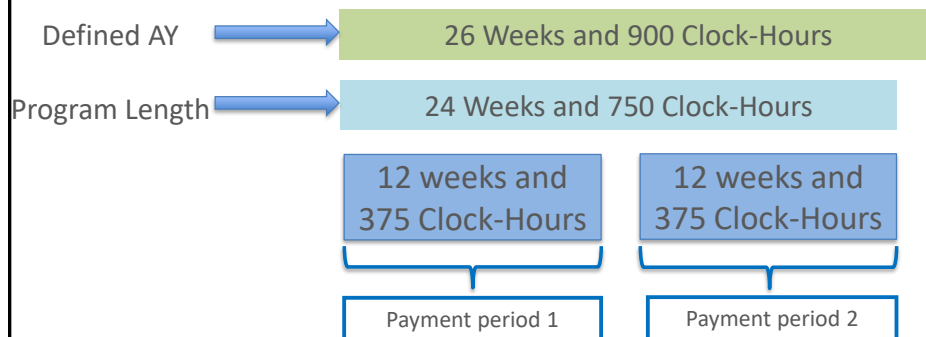 Defined AY
26 Weeks and 900 Clock-Hours
Program Length
24 Weeks and 750 Clock-Hours
12 weeks and
375 Clock-Hours
12 weeks and
375 Clock-Hours
Payment period 1
Payment period 2